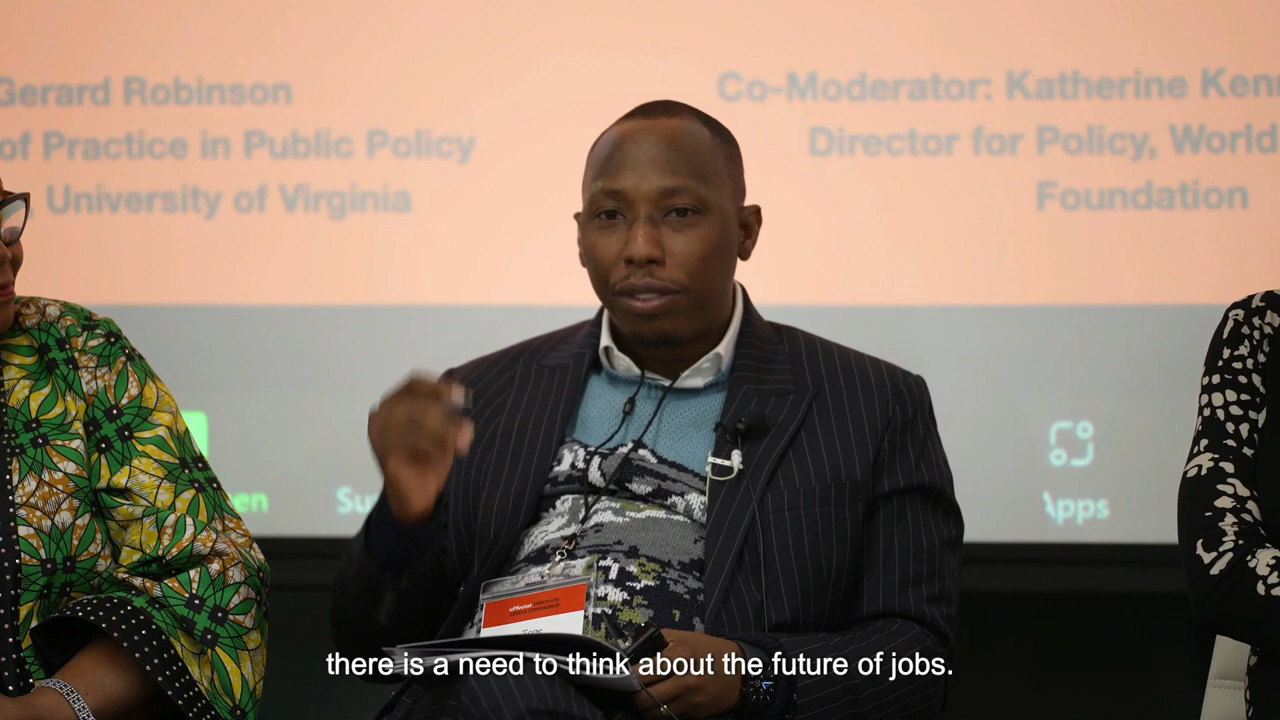 Gerard Robinson
of Practice in Public Policy
, University of Virginia
Co-Moderator: Katherine
Director for Policy, World
Foundation
Apps
there is a need to think about the future of jobs.